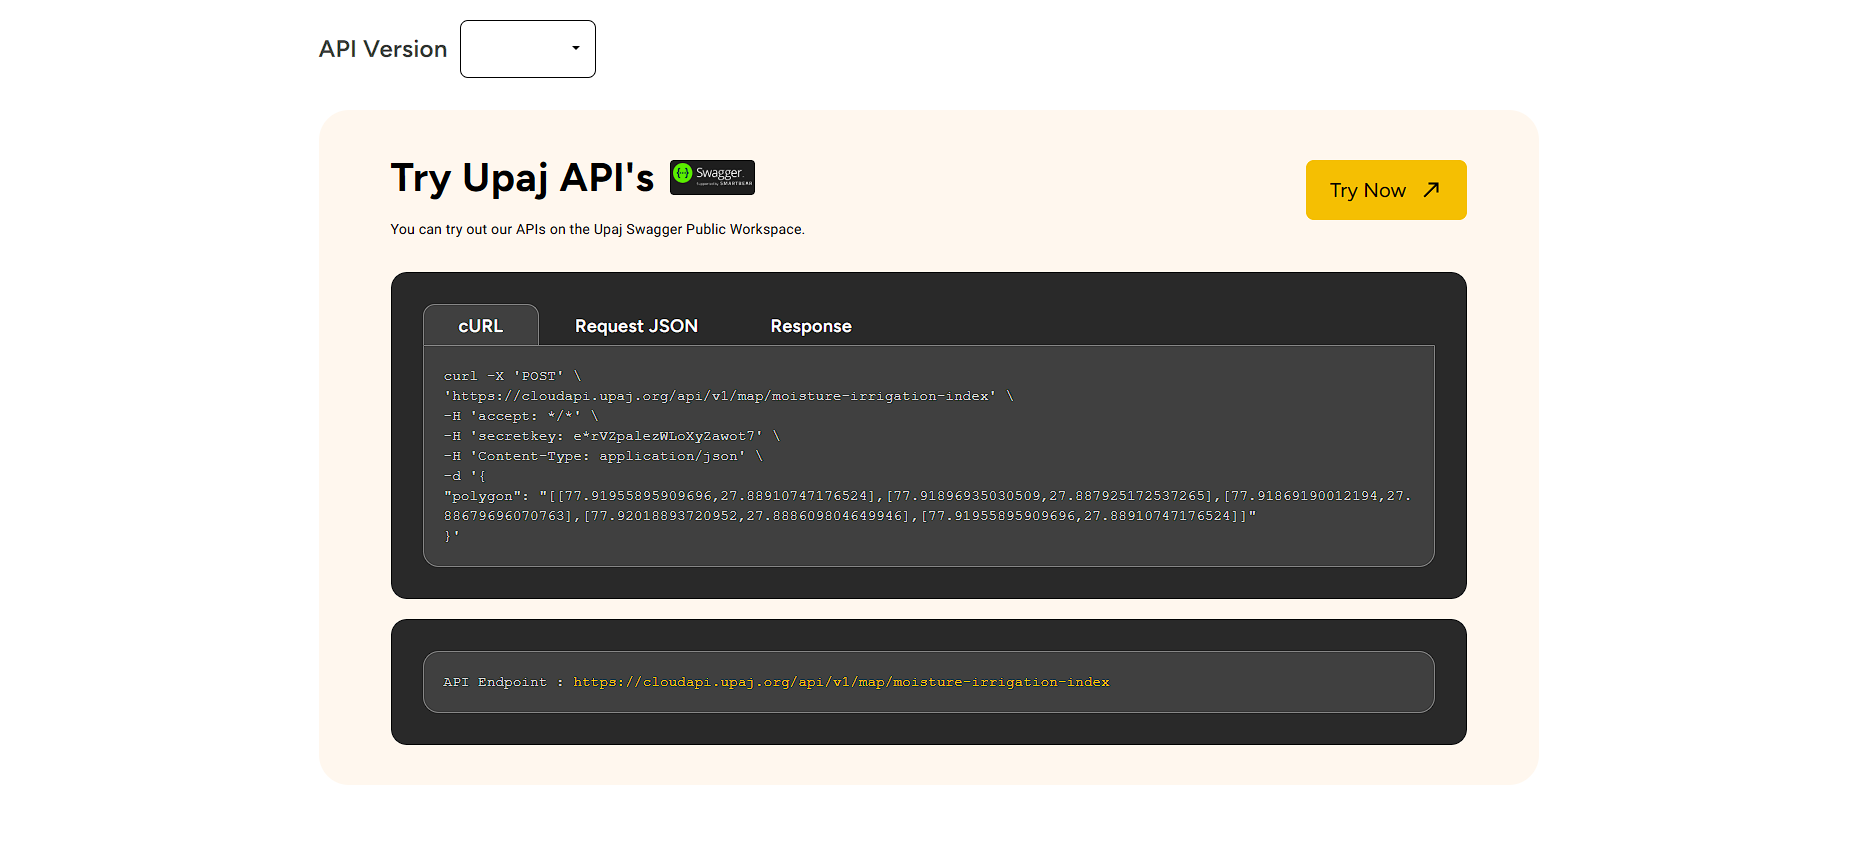 API Version
Try Upaj API's
Swagger.
Supported by SMARTBEAR
Try Now
You can try out our APIs on the Upaj Swagger Public Workspace.
cURL Request JSON Response
curl -X 'POST' \
'https://cloudapi.upaj.org/api/v1/map/moisture-irrigation-index' \
-H 'accept: */*' \
-H 'secretkey: e*rVZpalezWLoXyZawot7' \
-H 'Content-Type: application/json' \
-d '{
"polygon": "[[77.91955895909696,27.88910747176524],[77.91896935030509,27.887925172537265],[77.91869190012194,27.
88679696070763],[77.92018893720952,27.888609804649946],[77.91955895909696,27.88910747176524]]"
}'
API Endpoint : https://cloudapi.upaj.org/api/v1/map/moisture-irrigation-index